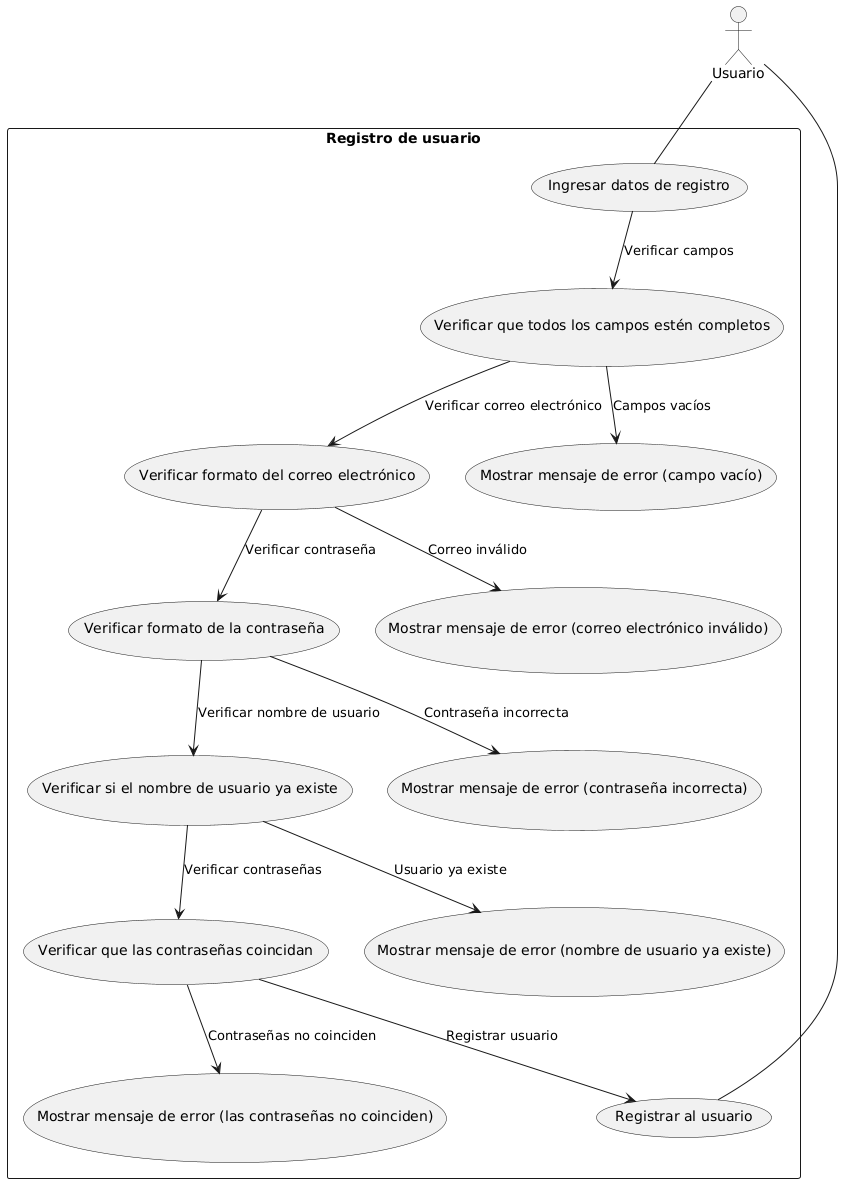 Usuario
Registro de usuario
Ingresar datos de registro
Verificar campos
Verificar que todos los campos estén completos
Verificar correo electrónico
Campos vacíos
Verificar formato del correo electrónico
Mostrar mensaje de error (campo vacío)
Verificar contraseña
Correo inválido
Verificar formato de la contraseña
Mostrar mensaje de error (correo electrónico inválido)
Verificar nombre de usuario
Contraseña incorrecta
Verificar si el nombre de usuario ya existe
Mostrar mensaje de error (contraseña incorrecta)
Verificar contraseñas
Usuario ya existe
Verificar que las contraseñas coincidan
Mostrar mensaje de error (nombre de usuario ya existe)
Contraseñas no coinciden
Registrar usuario
Mostrar mensaje de error (las contraseñas no coinciden)
Registrar al usuario